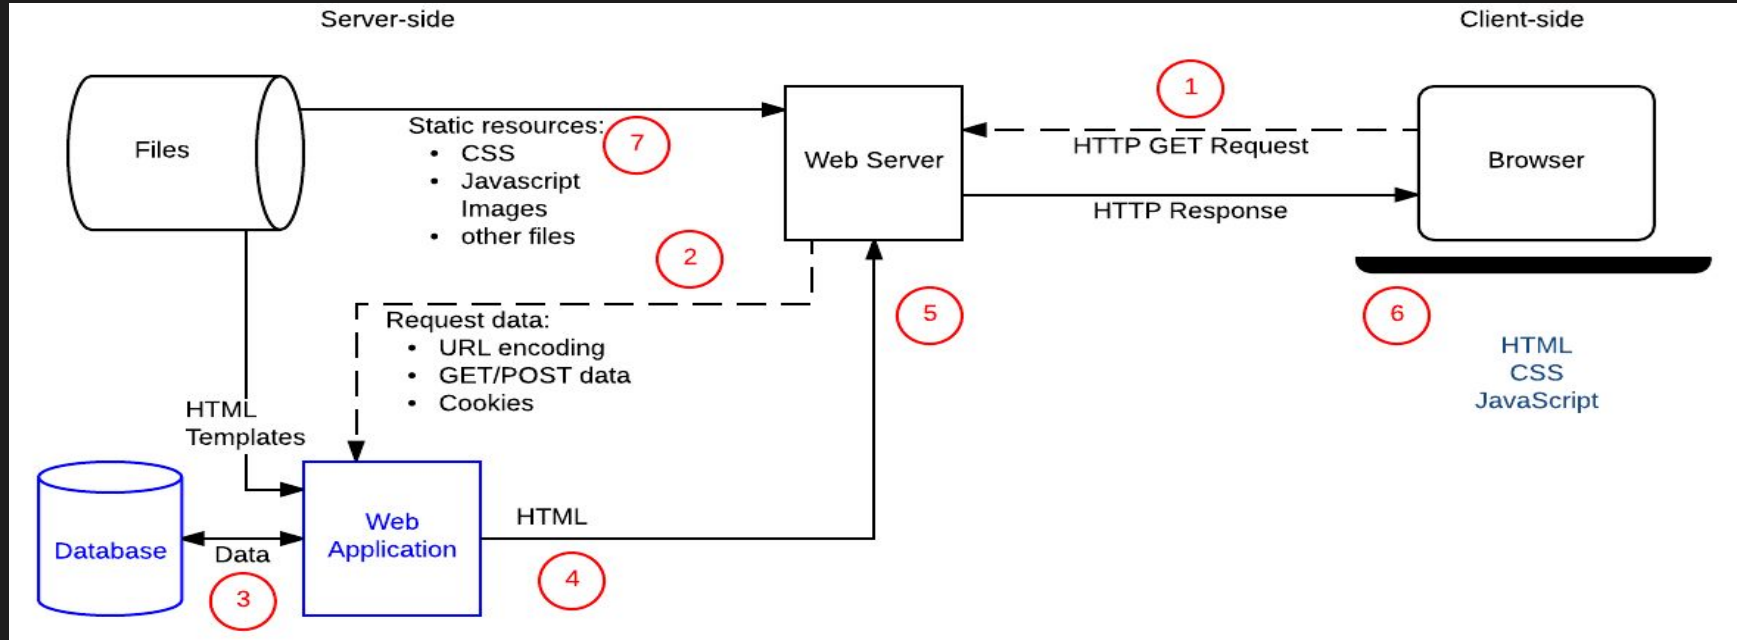 Server-side
Client-side
1
Files
Static resources:
• CSS
• Javascript
Images
• other files
7
Web Server
HTTP GET Request
HTTP Response
Browser
2
Request data:
• URL encoding
• GET/POST data
• Cookies
5
6
HTML
CSS
JavaScript
HTML
Templates
Database
Data
3
Web
Application
HTML
4